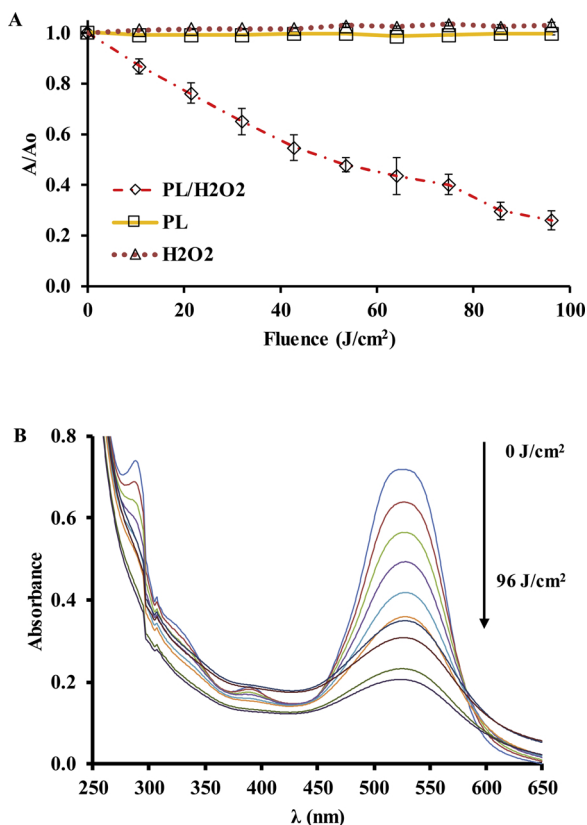 A
A/Ao
1.0
0.8
0.6
0.4
0.2
0.0
PL/H2O2
PL
H2O2
0 20 40 60 80 100
Fluence (J/cm²)
B
Absorbance
0.8
0.6
0.4
0.2
0.0
0 J/cm²
96 J/cm²
250 300 350 400 450 500 550 600 650
λ (nm)